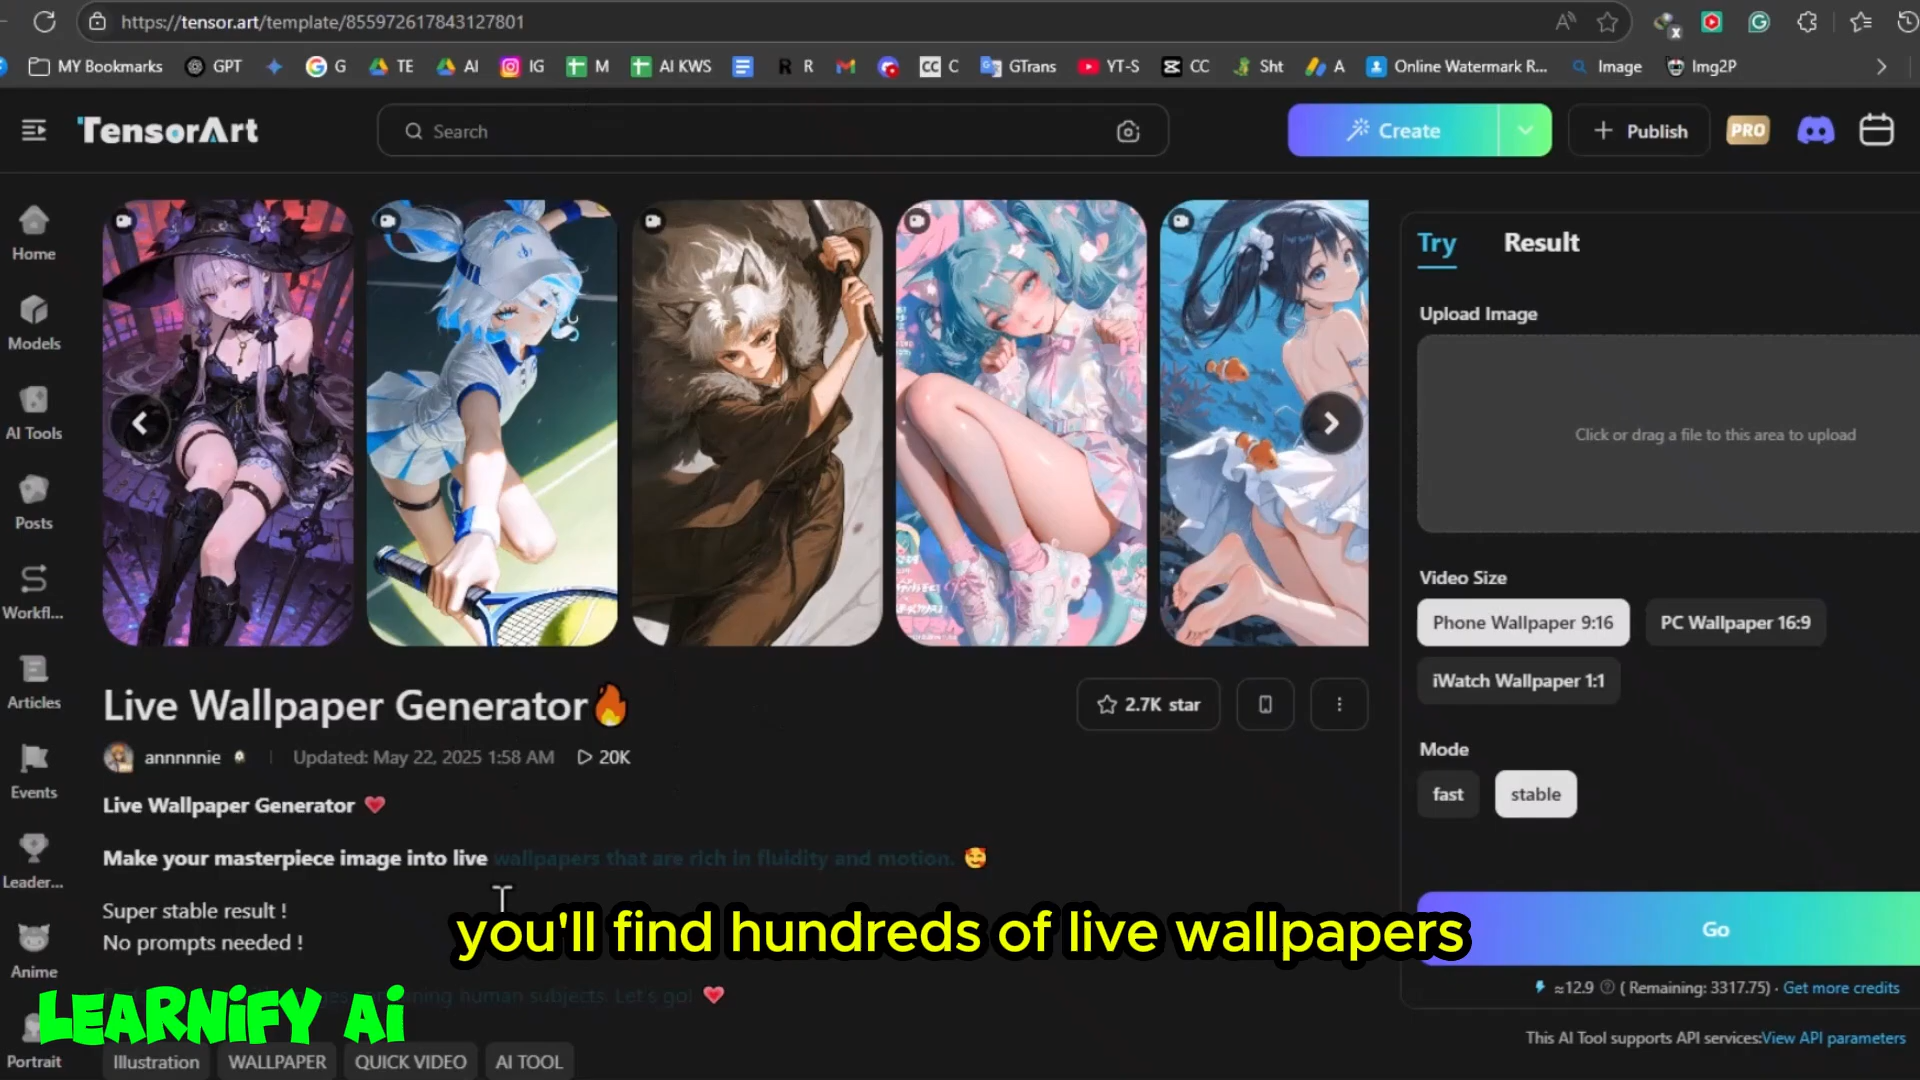 https://tensor.art/template/855972617843127801
MY Bookmarks GPT G TE AI IG M AI KWS R C GTrans YT-S CC Sht A Online Watermark R... Image Img2P
TensorArt
Search
Create
Publish
PRO
Home
Models
AI Tools
Posts
Workfl...
Articles
Events
Leader...
Anime
Portrait
Try Result
Upload Image
Click or drag a file to this area to upload
Video Size
Phone Wallpaper 9:16 PC Wallpaper 16:9
iWatch Wallpaper 1:1
Mode
fast stable
Go
≈12.9 ( Remaining: 3317.75) · Get more credits
This AI Tool supports API services:View API parameters
Live Wallpaper Generator🔥
2.7K star
annnnnie Updated: May 22, 2025 1:58 AM 20K
Live Wallpaper Generator ❤️
Make your masterpiece image into live wallpapers that are rich in fluidity and motion. 🥰
Super stable result !
No prompts needed !
human subjects. Let's go! ❤️
you'll find hundreds of live wallpapers
LEARNiFY Ai
Illustration WALLPAPER QUICK VIDEO AI TOOL